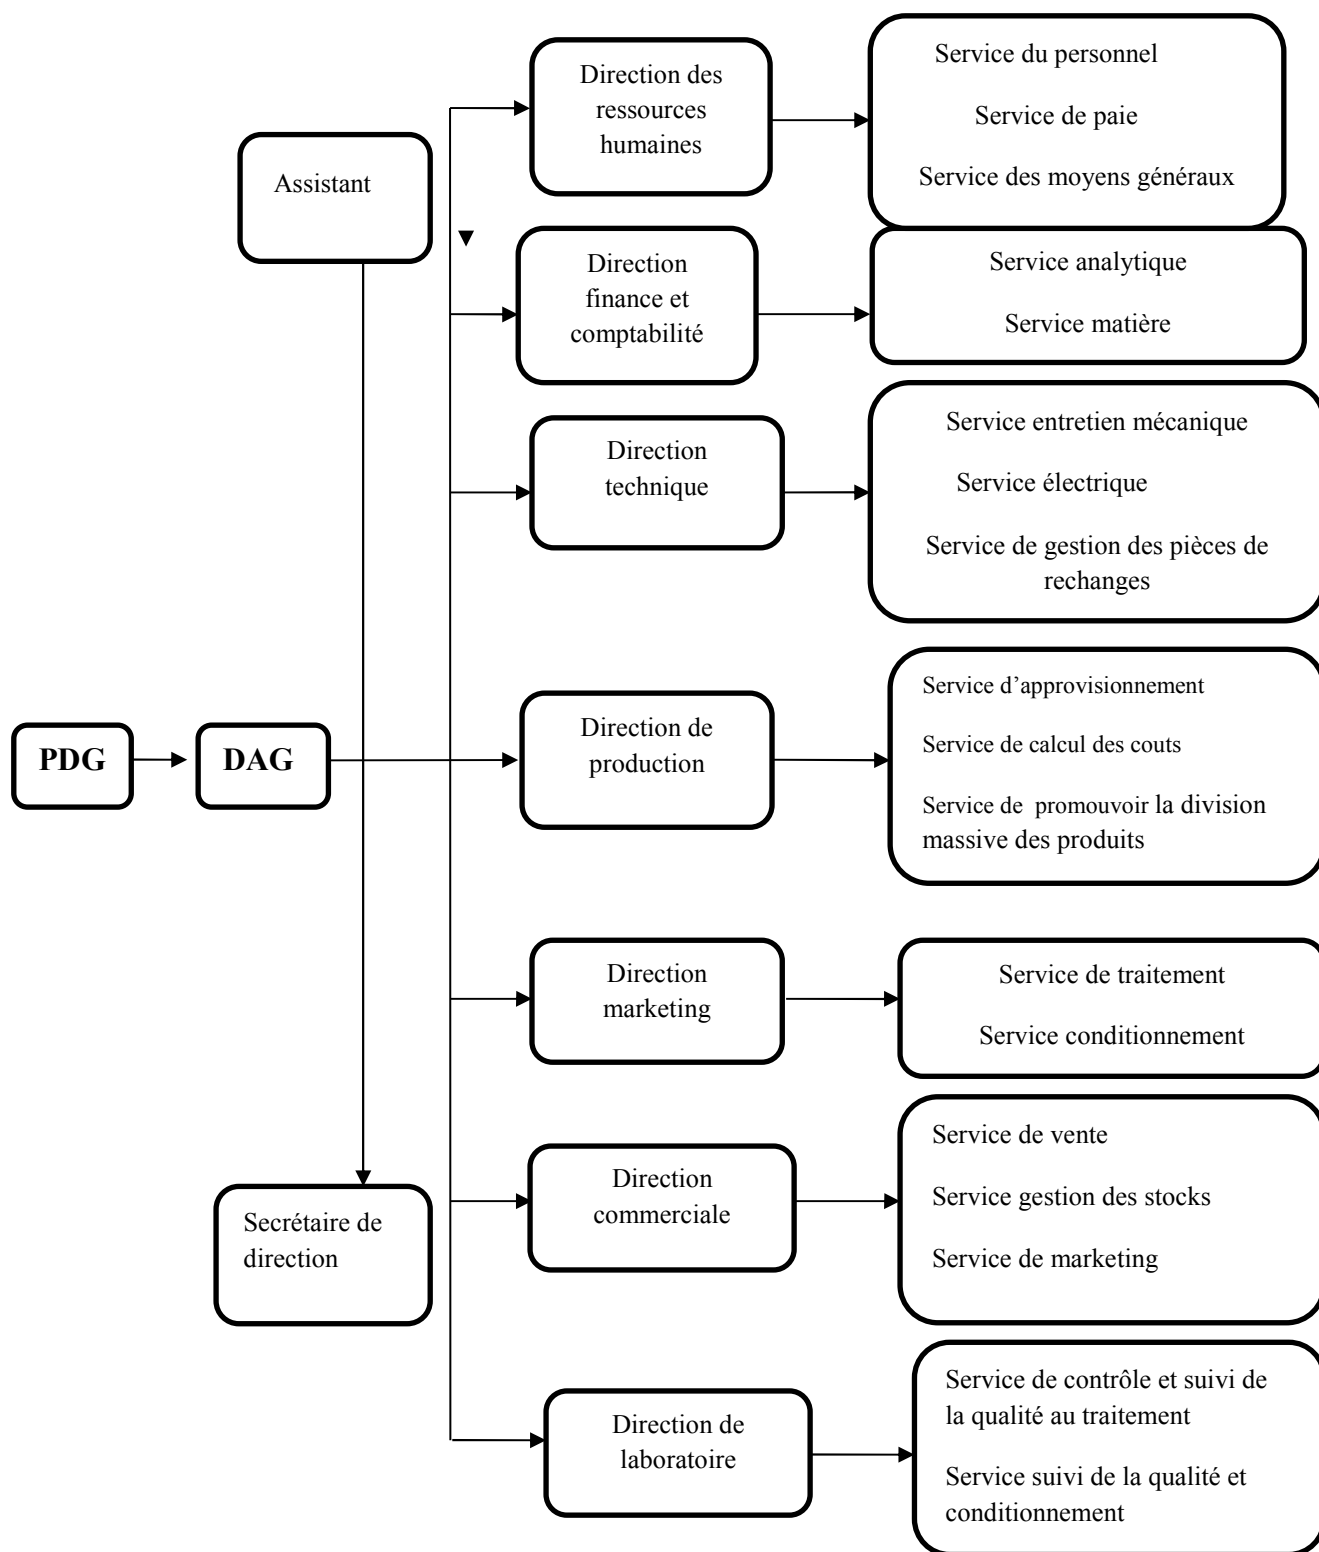 PDG
DAG
Assistant
Secrétaire de
direction
Direction des
ressources
humaines
Service du personnel
Service de paie
Service des moyens généraux
Direction
finance et
comptabilité
Service analytique
Service matière
Direction
technique
Service entretien mécanique
Service électrique
Service de gestion des pièces de
rechanges
Direction de
production
Service d’approvisionnement
Service de calcul des couts
Service de  promouvoir la division
massive des produits
Direction
marketing
Service de traitement
Service conditionnement
Direction
commerciale
Service de vente
Service gestion des stocks
Service de marketing
Direction de
laboratoire
Service de contrôle et suivi de
la qualité au traitement
Service suivi de la qualité et
conditionnement